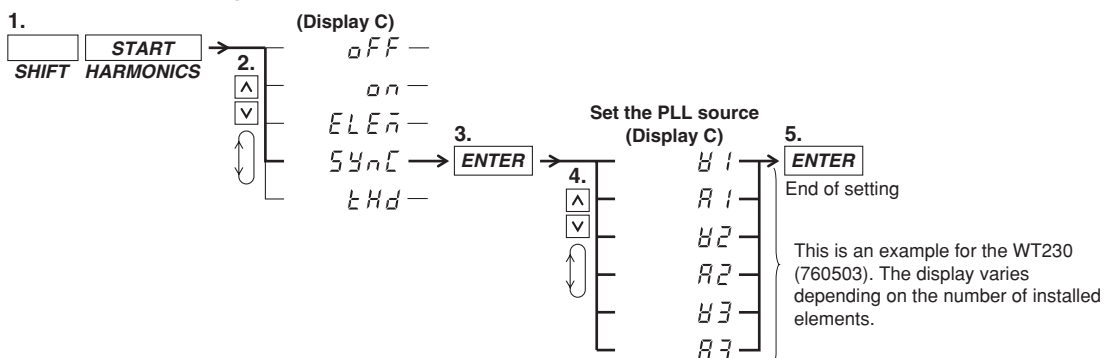 1.
(Display C)
START
SHIFT HARMONICS
2.
oFF
on
ELEm
SYnC
tHd
3.
ENTER
Set the PLL source
(Display C)
4.
V1
A1
V2
A2
V3
A3
5.
ENTER
End of setting
This is an example for the WT230
(760503). The display varies
depending on the number of installed
elements.